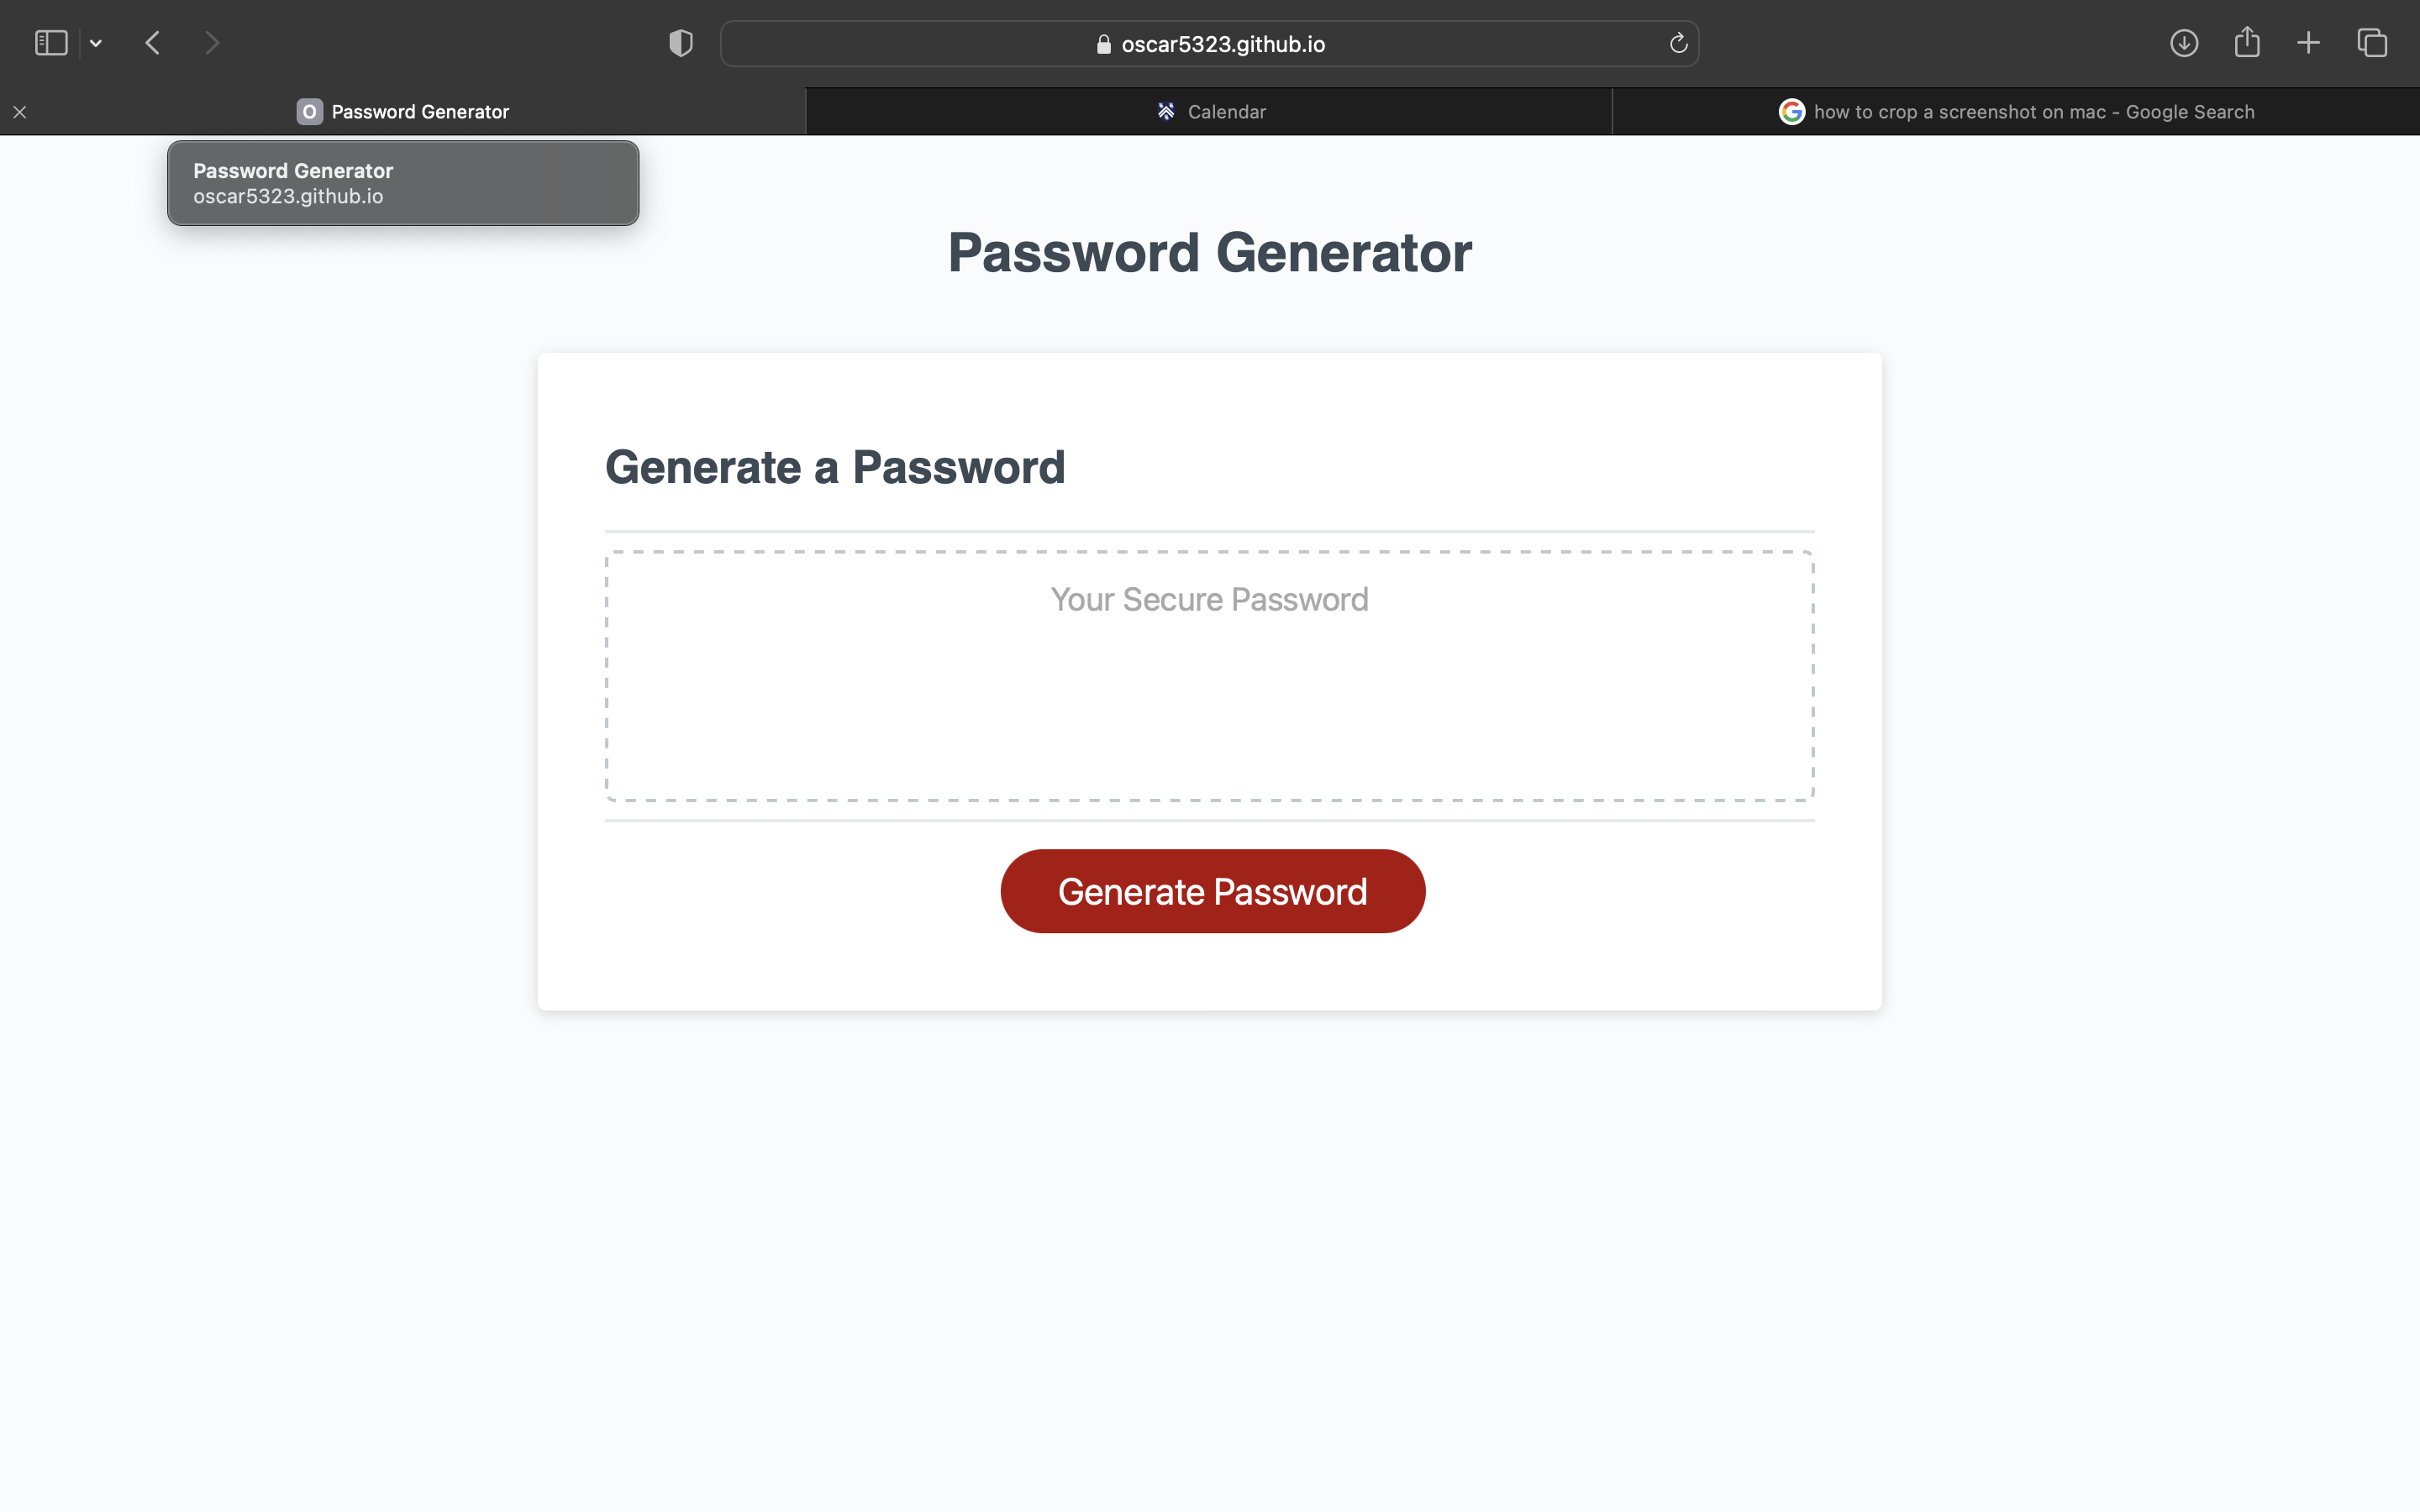 oscar5323.github.io
O Password Generator
Calendar
how to crop a screenshot on mac - Google Search
Password Generator
oscar5323.github.io
Password Generator
Generate a Password
Your Secure Password
Generate Password